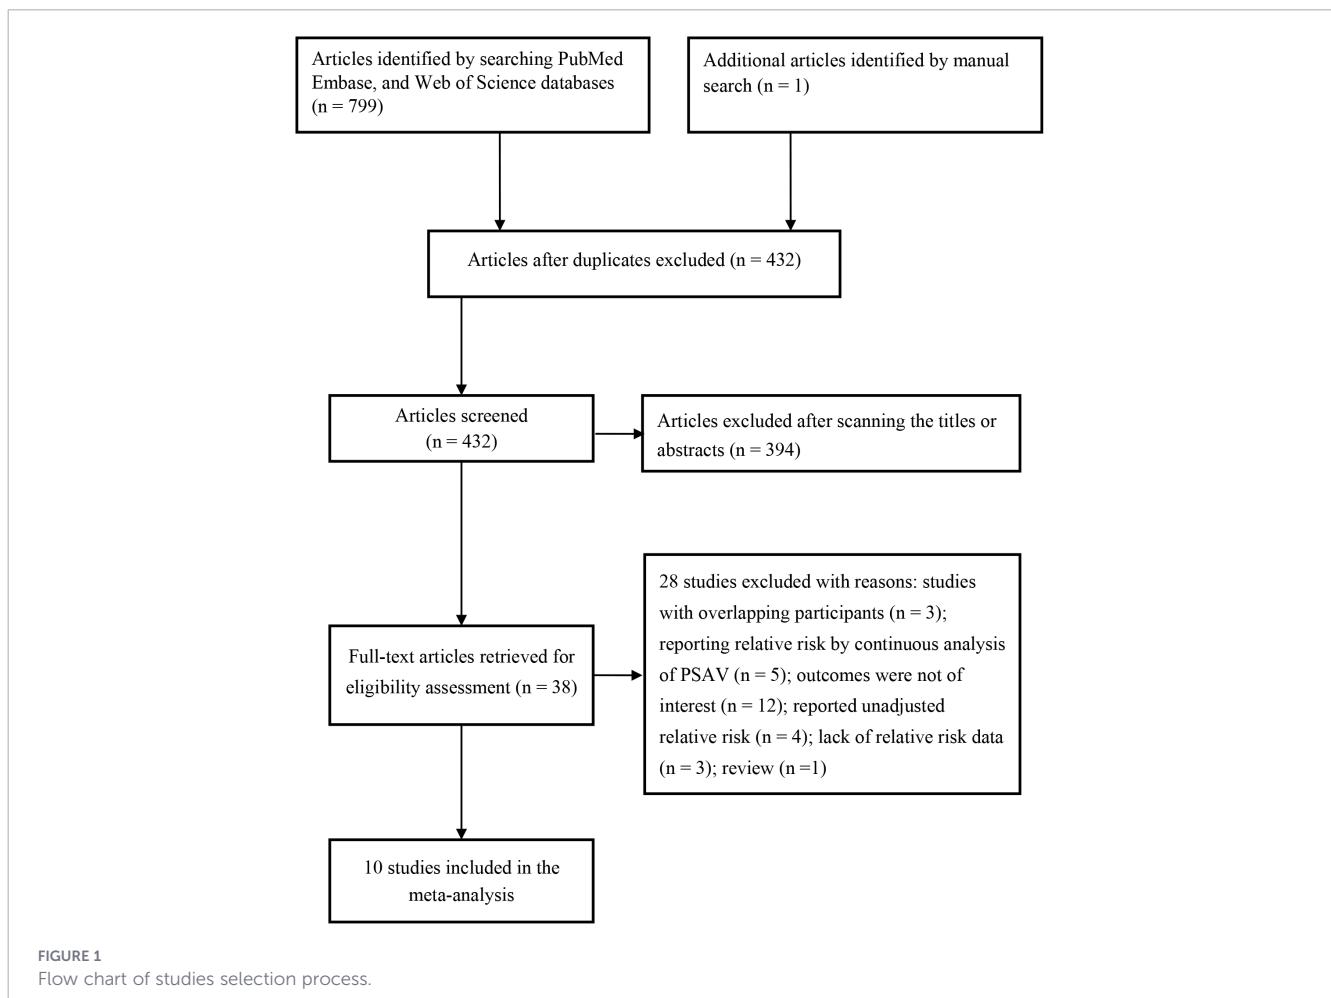 Articles identified by searching PubMed
Embase, and Web of Science databases
(n = 799)
Additional articles identified by manual
search (n = 1)
Articles after duplicates excluded (n = 432)
Articles screened
(n = 432)
Articles excluded after scanning the titles or
abstracts (n = 394)
Full-text articles retrieved for
eligibility assessment (n = 38)
28 studies excluded with reasons: studies
with overlapping participants (n = 3);
reporting relative risk by continuous analysis
of PSAV (n = 5); outcomes were not of
interest (n = 12); reported unadjusted
relative risk (n = 4); lack of relative risk data
(n = 3); review (n =1)
10 studies included in the
meta-analysis
FIGURE 1
Flow chart of studies selection process.